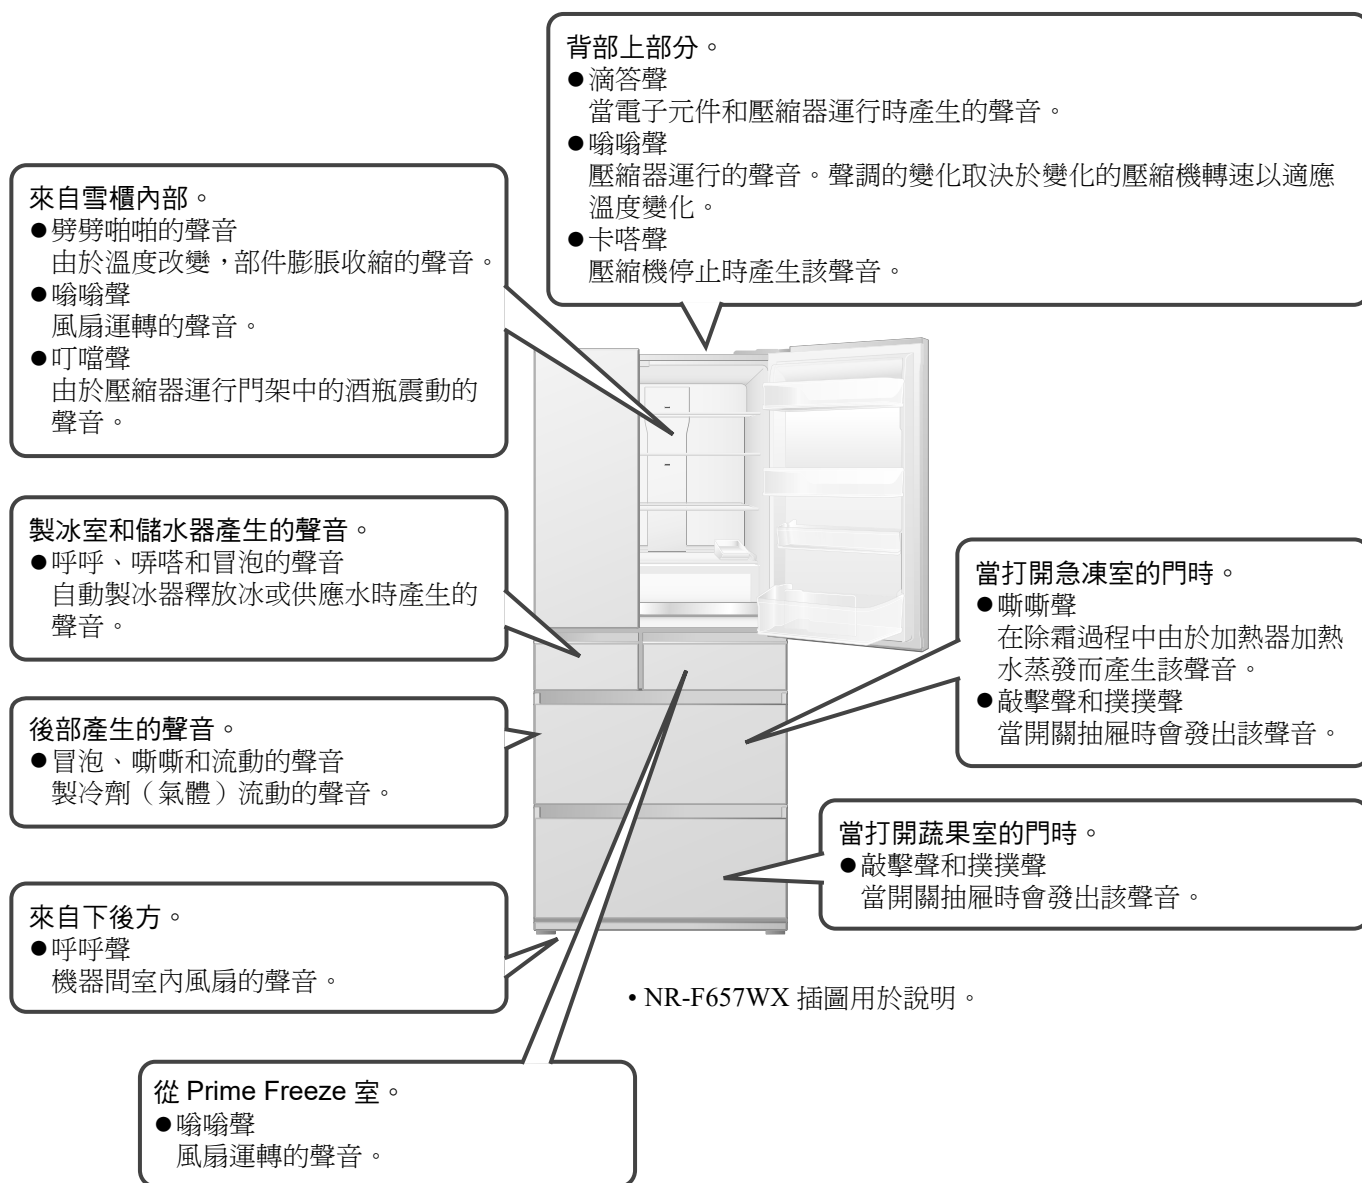 背部上部分。
●滴答聲
當電子元件和壓縮器運行時產生的聲音。
●嗡嗡聲
壓縮器運行的聲音。聲調的變化取決於變化的壓縮機轉速以適應
溫度變化。
●卡嗒聲
壓縮機停止時產生該聲音。
來自雪櫃內部。
●劈劈啪啪的聲音
由於溫度改變，部件膨脹收縮的聲音。
●嗡嗡聲
風扇運轉的聲音。
●叮噹聲
由於壓縮器運行門架中的酒瓶震動的
聲音。
製冰室和儲水器產生的聲音。
●呼呼、哢嗒和冒泡的聲音
自動製冰器釋放冰或供應水時產生的
聲音。
當打開急凍室的門時。
●嘶嘶聲
在除霜過程中由於加熱器加熱
水蒸發而產生該聲音。
●敲擊聲和撲撲聲
當開關抽屜時會發出該聲音。
後部產生的聲音。
●冒泡、嘶嘶和流動的聲音
製冷劑（氣體）流動的聲音。
當打開蔬果室的門時。
●敲擊聲和撲撲聲
當開關抽屜時會發出該聲音。
來自下後方。
●呼呼聲
機器間室內風扇的聲音。
• NR-F657WX 插圖用於說明。
從 Prime Freeze 室。
●嗡嗡聲
風扇運轉的聲音。